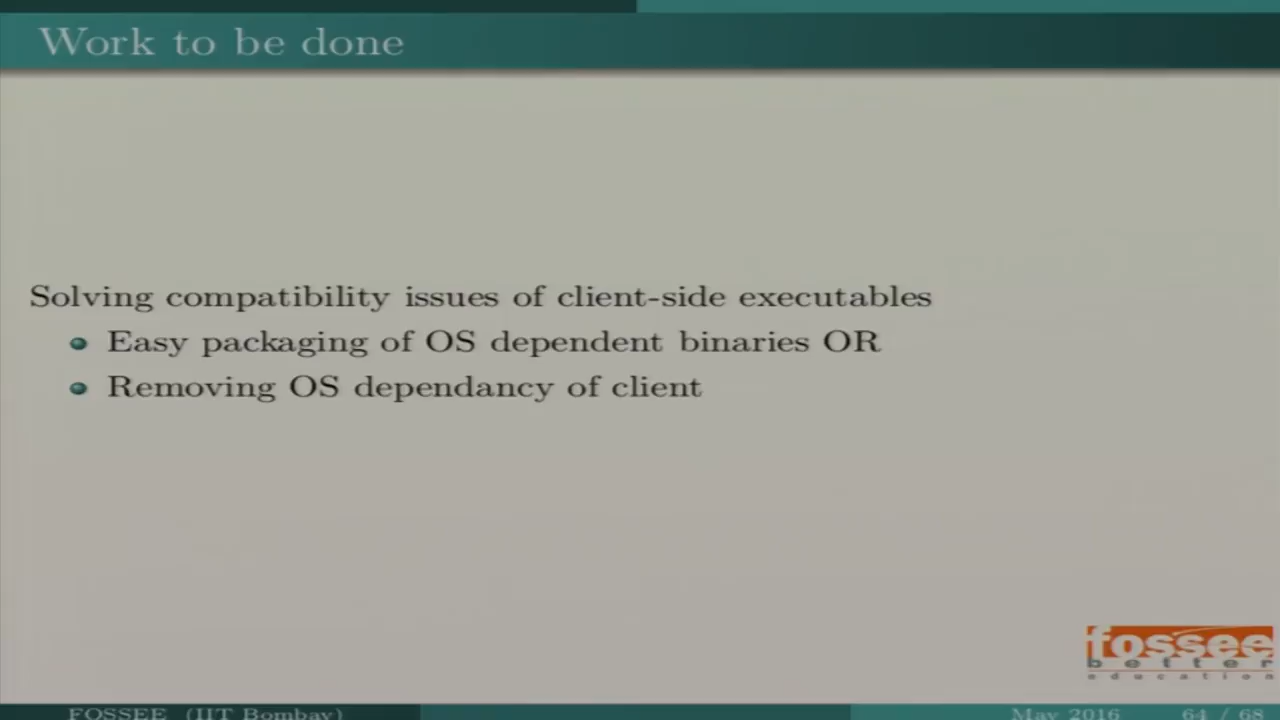 Work to be done
Solving compatibility issues of client-side executables
Easy packaging of OS dependent binaries OR
Removing OS dependancy of client
fossee
better
education
FOSSEE (IIT Bombay)
May 2016
64 / 68